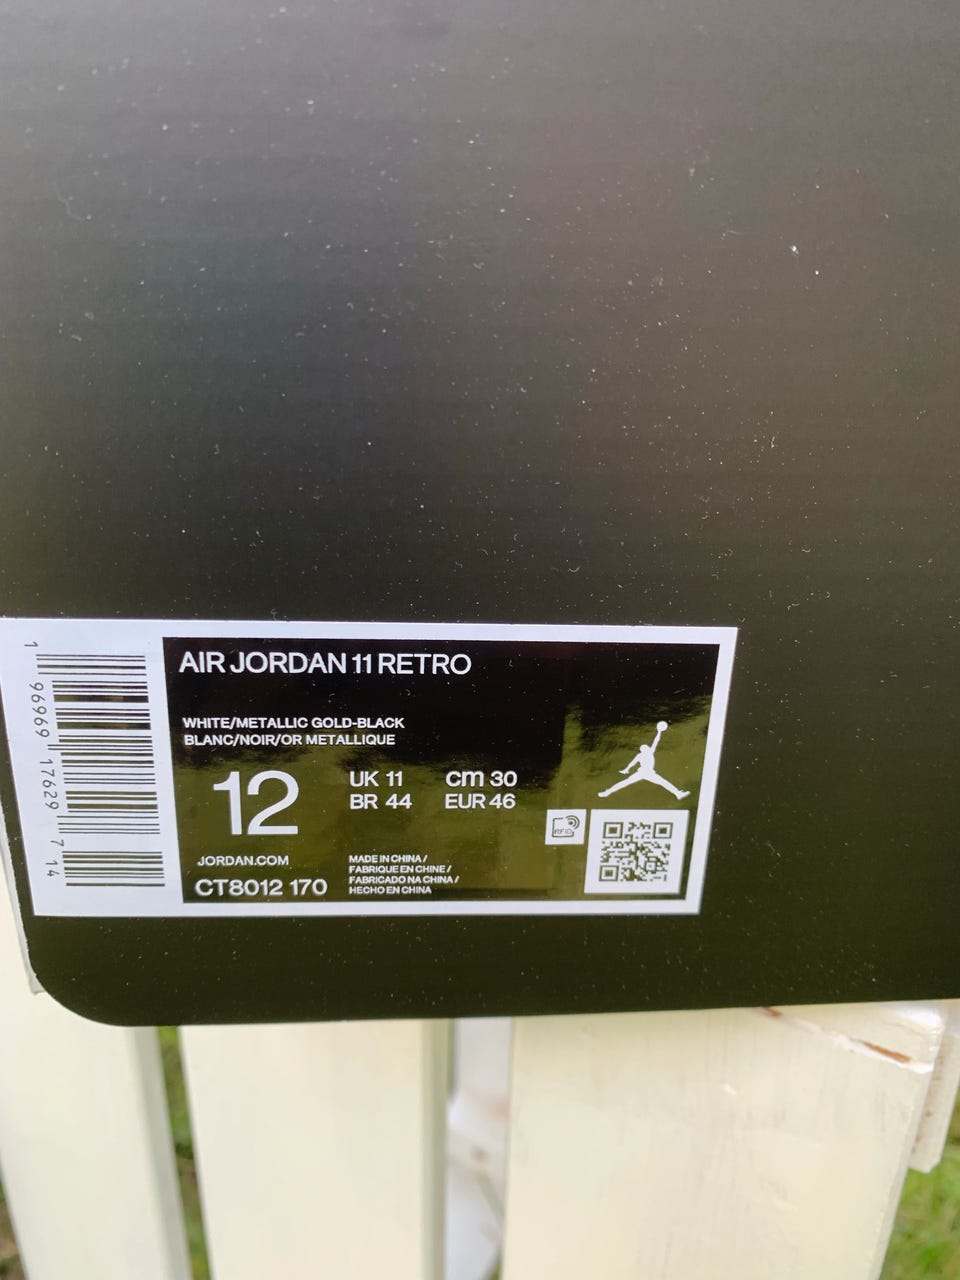 AIR JORDAN 11 RETRO
WHITE/METALLIC GOLD-BLACK
BLANC/NOIR/OR METALLIQUE
12
UK 11 cm 30
BR 44 EUR 46
RFID
JORDAN.COM
CT8012 170
MADE IN CHINA /
FABRIQUE EN CHINE /
FABRICADO NA CHINA /
HECHO EN CHINA
1 96969 17629 7 14